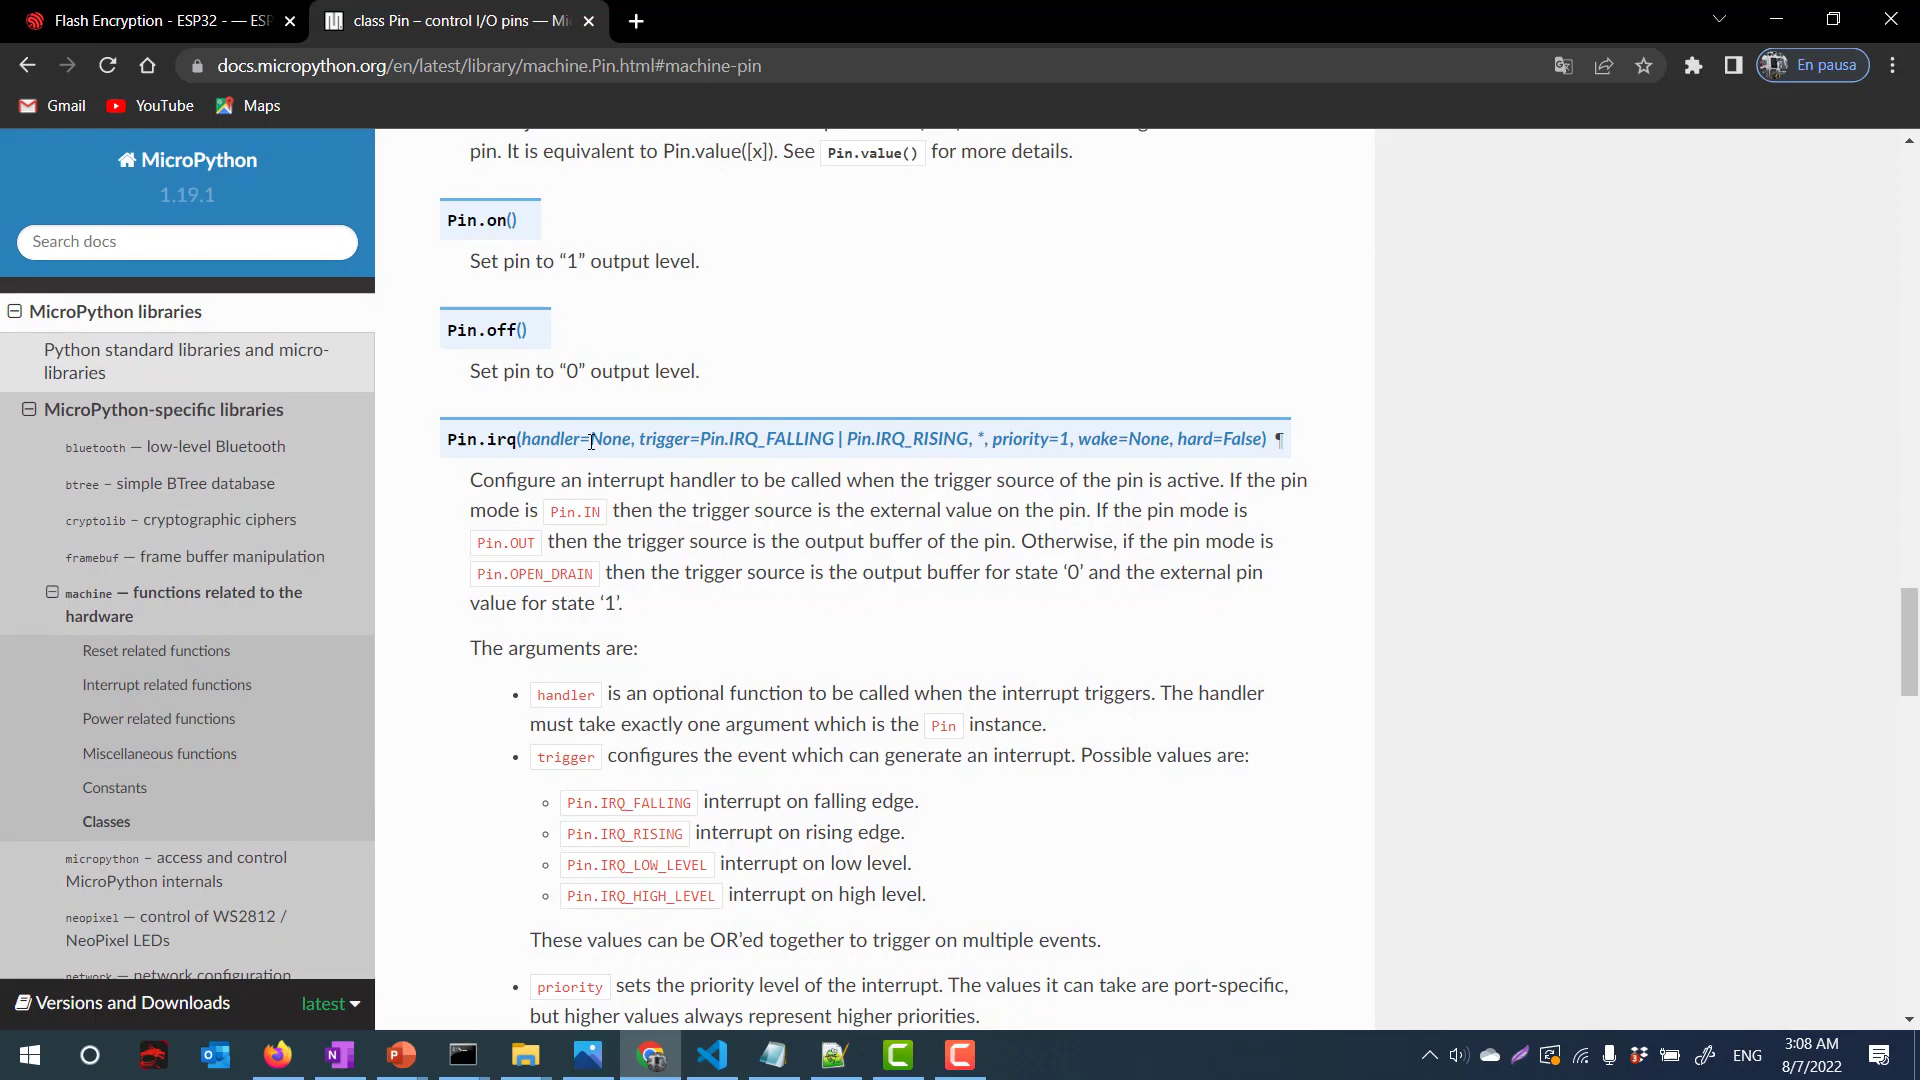 Flash Encryption - ESP32 - — ESF
class Pin – control I/O pins — Mi
docs.micropython.org/en/latest/library/machine.Pin.html#machine-pin
En pausa
Gmail
YouTube
Maps
MicroPython
1.19.1
Search docs
MicroPython libraries
Python standard libraries and micro-
libraries
MicroPython-specific libraries
bluetooth — low-level Bluetooth
btree – simple BTree database
cryptolib – cryptographic ciphers
framebuf — frame buffer manipulation
machine — functions related to the
hardware
Reset related functions
Interrupt related functions
Power related functions
Miscellaneous functions
Constants
Classes
micropython – access and control
MicroPython internals
neopixel — control of WS2812 /
NeoPixel LEDs
network — network configuration
Versions and Downloads
latest
pin. It is equivalent to Pin.value([x]). See Pin.value() for more details.
Pin.on()
Set pin to “1” output level.
Pin.off()
Set pin to “0” output level.
Pin.irq(handler=None, trigger=Pin.IRQ_FALLING | Pin.IRQ_RISING, *, priority=1, wake=None, hard=False) ¶
Configure an interrupt handler to be called when the trigger source of the pin is active. If the pin
mode is Pin.IN then the trigger source is the external value on the pin. If the pin mode is
Pin.OUT then the trigger source is the output buffer of the pin. Otherwise, if the pin mode is
Pin.OPEN_DRAIN then the trigger source is the output buffer for state ‘0’ and the external pin
value for state ‘1’.
The arguments are:
• handler is an optional function to be called when the interrupt triggers. The handler
must take exactly one argument which is the Pin instance.
• trigger configures the event which can generate an interrupt. Possible values are:
Pin.IRQ_FALLING interrupt on falling edge.
Pin.IRQ_RISING interrupt on rising edge.
Pin.IRQ_LOW_LEVEL interrupt on low level.
Pin.IRQ_HIGH_LEVEL interrupt on high level.
These values can be OR’ed together to trigger on multiple events.
• priority sets the priority level of the interrupt. The values it can take are port-specific,
but higher values always represent higher priorities.
ENG
3:08 AM
8/7/2022